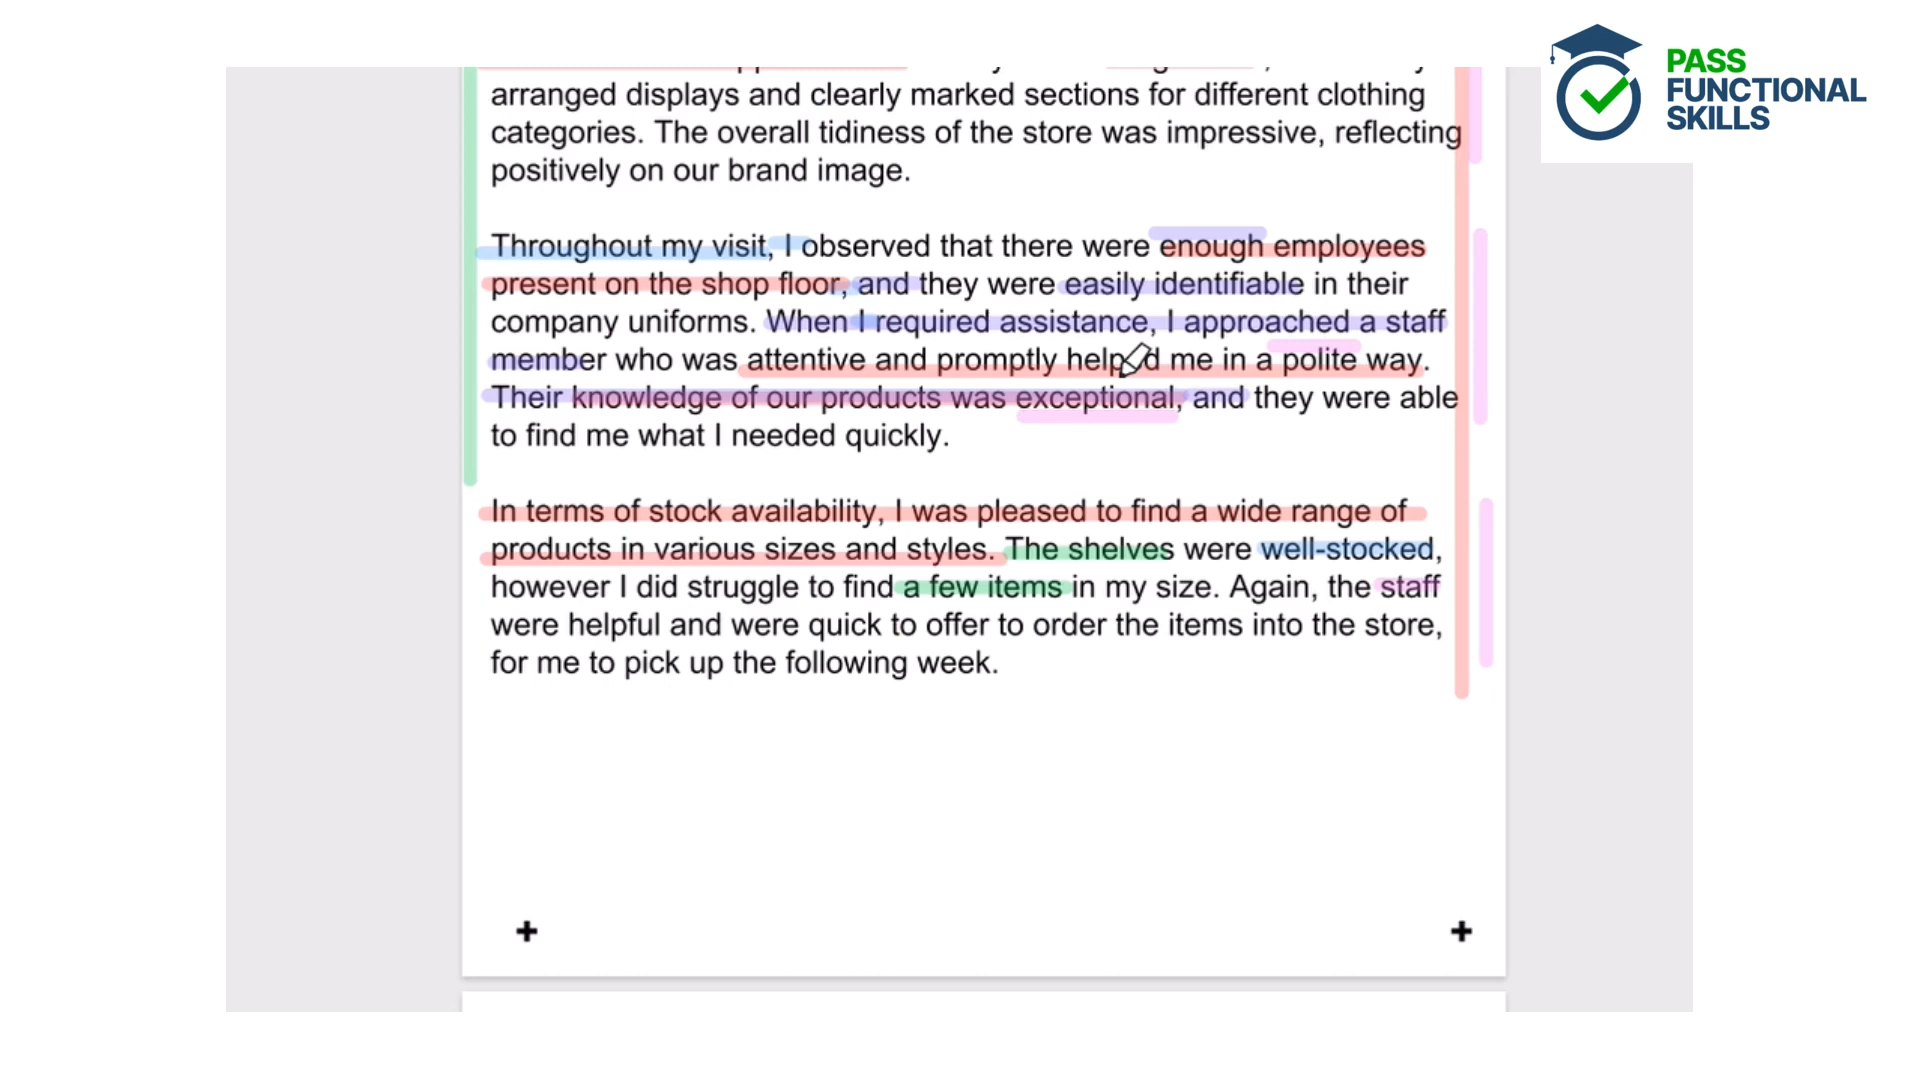 PASS
FUNCTIONAL
SKILLS
arranged displays and clearly marked sections for different clothing
categories. The overall tidiness of the store was impressive, reflecting
positively on our brand image.
Throughout my visit, I observed that there were enough employees
present on the shop floor, and they were easily identifiable in their
company uniforms. When I required assistance, I approached a staff
member who was attentive and promptly helped me in a polite way.
Their knowledge of our products was exceptional, and they were able
to find me what I needed quickly.
In terms of stock availability, I was pleased to find a wide range of
products in various sizes and styles. The shelves were well-stocked,
however I did struggle to find a few items in my size. Again, the staff
were helpful and were quick to offer to order the items into the store,
for me to pick up the following week.